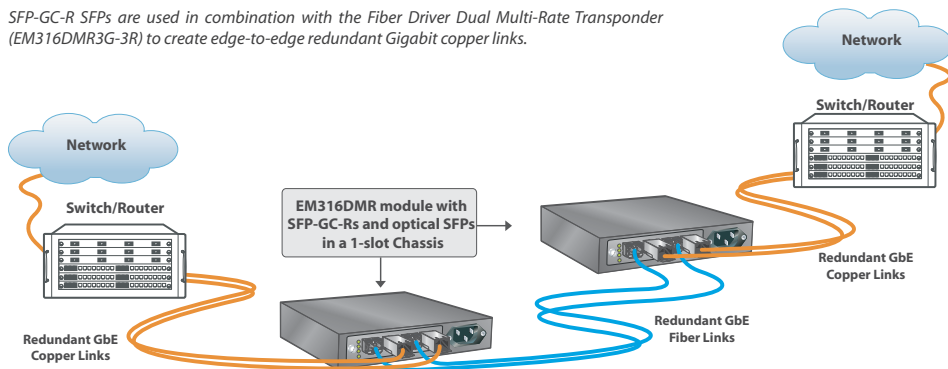 SFP-GC-R SFPs are used in combination with the Fiber Driver Dual Multi-Rate Transponder
(EM316DMR3G-3R) to create edge-to-edge redundant Gigabit copper links.
Network
Switch/Router
Network
Switch/Router
EM316DMR module with
SFP-GC-Rs and optical SFPs
in a 1-slot Chassis
Redundant GbE
Copper Links
Redundant GbE
Fiber Links
Redundant GbE
Copper Links